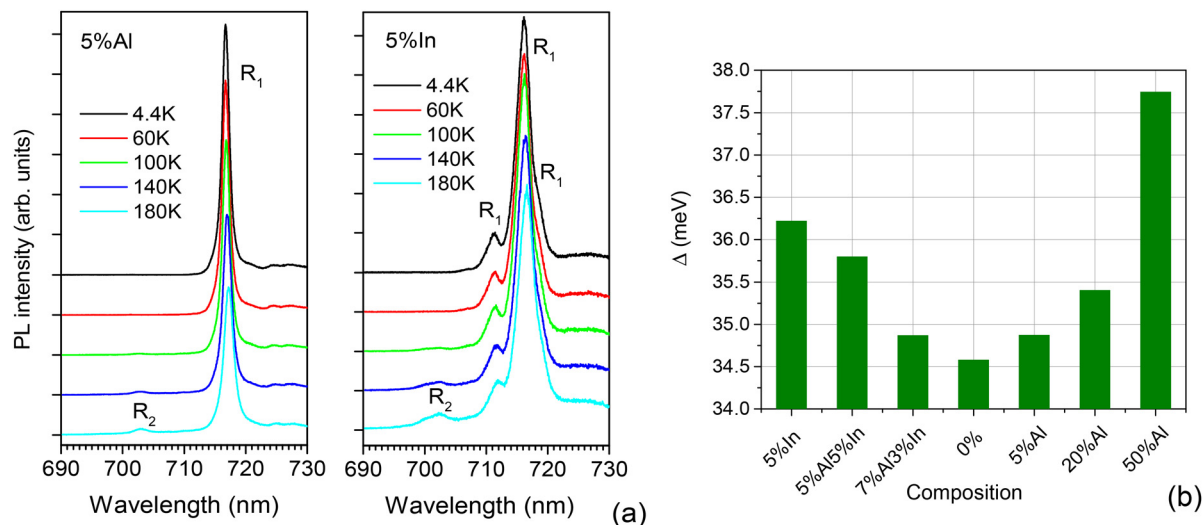 5%Al
R1
4.4K
60K
100K
140K
180K
R2
PL intensity (arb. units)
690 700 710 720 730
Wavelength (nm)
5%In
R1
4.4K
60K
100K
140K
180K
R1
R1
R2
690 700 710 720 730
Wavelength (nm)
(a)
38.0
37.5
37.0
36.5
36.0
35.5
35.0
34.5
34.0
Δ (meV)
5%In
5%Al5%In
7%Al3%In
0%
5%Al
20%Al
50%Al
Composition
(b)